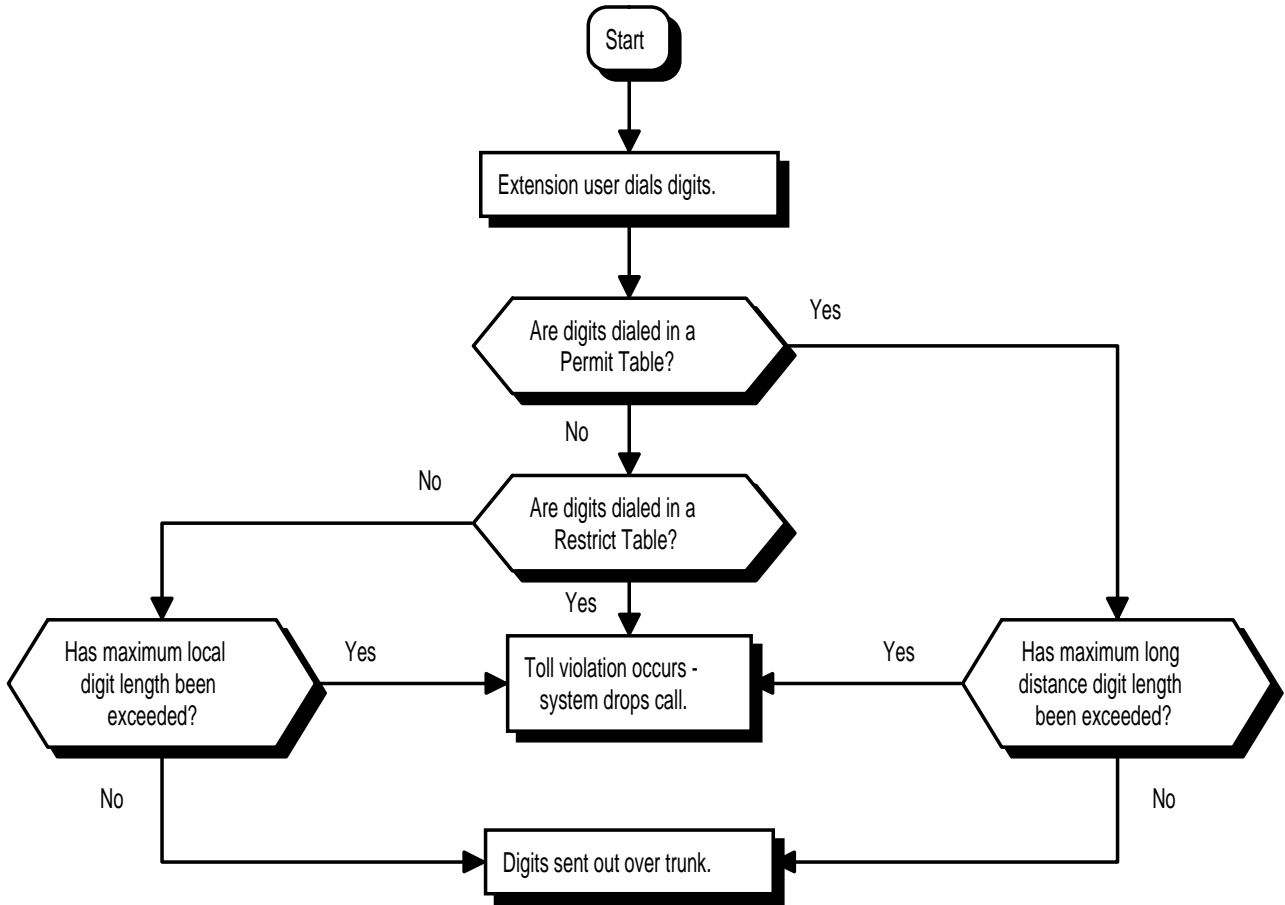 Start
Extension user dials digits.
Are digits dialed in a
Permit Table?
Yes
No
No
Are digits dialed in a
Restrict Table?
Yes
Has maximum local
digit length been
exceeded?
Yes
Toll violation occurs -
system drops call.
Yes
Has maximum long
distance digit length
been exceeded?
No
No
Digits sent out over trunk.